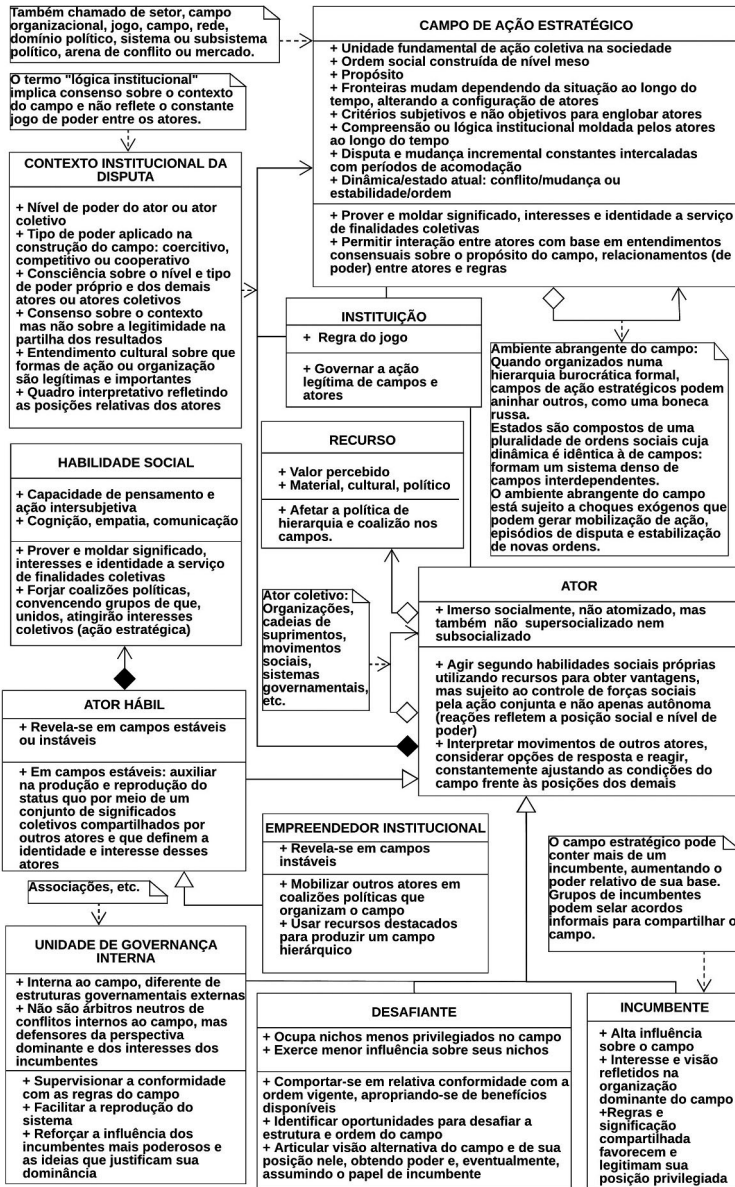 Também chamado de setor, campo
organizacional, jogo, campo, rede,
domínio político, sistema ou subsistema
político, arena de conflito ou mercado.
O termo "lógica institucional"
implica consenso sobre o contexto
do campo e não reflete o constante
jogo de poder entre os atores.
CAMPO DE AÇÃO ESTRATÉGICO
+ Unidade fundamental de ação coletiva na sociedade
+ Ordem social construída de nível meso
+ Propósito
+ Fronteiras mudam dependendo da situação ao longo do
tempo, alterando a configuração de atores
+ Critérios subjetivos e não objetivos para englobar atores
+ Compreensão ou lógica institucional moldada pelos atores
ao longo do tempo
+ Disputa e mudança incremental constantes intercaladas
com períodos de acomodação
+ Dinâmica/estado atual: conflito/mudança ou
estabilidade/ordem
+ Prover e moldar significado, interesses e identidade a serviço
de finalidades coletivas
+ Permitir interação entre atores com base em entendimentos
consensuais sobre o propósito do campo, relacionamentos (de
poder) entre atores e regras
CONTEXTO INSTITUCIONAL DA
DISPUTA
+ Nível de poder do ator ou ator
coletivo
+ Tipo de poder aplicado na
construção do campo: coercitivo,
competitivo ou cooperativo
+ Consciência sobre o nível e tipo
de poder próprio e dos demais
atores ou atores coletivos
+ Consenso sobre o contexto
mas não sobre a legitimidade na
partilha dos resultados
+ Entendimento cultural sobre que
formas de ação ou organização
são legítimas e importantes
+ Quadro interpretativo refletindo
as posições relativas dos atores
INSTITUIÇÃO
+ Regra do jogo
+ Governar a ação
legítima de campos e
atores
Ambiente abrangente do campo:
Quando organizados numa
hierarquia burocrática formal,
campos de ação estratégicos podem
aninhar outros, como uma boneca
russa.
Estados são compostos de uma
pluralidade de ordens sociais cuja
dinâmica é idêntica à de campos:
formam um sistema denso de
campos interdependentes.
O ambiente abrangente do campo
está sujeito a choques exógenos que
podem gerar mobilização de ação,
episódios de disputa e estabilização
de novas ordens.
RECURSO
+ Valor percebido
+ Material, cultural, político
+ Afetar a política de
hierarquia e coalizão nos
campos.
HABILIDADE SOCIAL
+ Capacidade de pensamento e
ação intersubjetiva
+ Cognição, empatia, comunicação
+ Prover e moldar significado,
interesses e identidade a serviço
de finalidades coletivas
+ Forjar coalizões políticas,
convencendo grupos de que,
unidos, atingirão interesses
coletivos (ação estratégica)
Ator coletivo:
Organizações,
cadeias de
suprimentos,
movimentos
sociais,
sistemas
governamentais,
etc.
ATOR
+ Imerso socialmente, não atomizado, mas
também não supersocializado nem
subsocializado
+ Agir segundo habilidades sociais próprias
utilizando recursos para obter vantagens,
mas sujeito ao controle de forças sociais
pela ação conjunta e não apenas autônoma
(reações refletem a posição social e nível de
poder)
+ Interpretar movimentos de outros atores,
considerar opções de resposta e reagir,
constantemente ajustando as condições do
campo frente às posições dos demais
ATOR HÁBIL
+ Revela-se em campos estáveis
ou instáveis
+ Em campos estáveis: auxiliar
na produção e reprodução do
status quo por meio de um
conjunto de significados
coletivos compartilhados por
outros atores e que definem a
identidade e interesse desses
atores
EMPREENDEDOR INSTITUCIONAL
+ Revela-se em campos
instáveis
+ Mobilizar outros atores em
coalizões políticas que
organizam o campo
+ Usar recursos destacados
para produzir um campo
hierárquico
O campo estratégico pode
conter mais de um
incumbente, aumentando o
poder relativo de sua base.
Grupos de incumbentes
podem selar acordos
informais para compartilhar o
campo.
Associações, etc.
UNIDADE DE GOVERNANÇA
INTERNA
+ Interna ao campo, diferente de
estruturas governamentais externas
+ Não são árbitros neutros de
conflitos internos ao campo, mas
defensores da perspectiva
dominante e dos interesses dos
incumbentes
+ Supervisionar a conformidade
com as regras do campo
+ Facilitar a reprodução do
sistema
+ Reforçar a influência dos
incumbentes mais poderosos e
as ideias que justificam sua
dominância
DESAFIANTE
+ Ocupa nichos menos privilegiados no campo
+ Exerce menor influência sobre seus nichos
+ Comportar-se em relativa conformidade com a
ordem vigente, apropriando-se de benefícios
disponíveis
+ Identificar oportunidades para desafiar a
estrutura e ordem do campo
+ Articular visão alternativa do campo e de sua
posição nele, obtendo poder e, eventualmente,
assumindo o papel de incumbente
INCUMBENTE
+ Alta influência
sobre o campo
+ Interesse e visão
refletidos na
organização
dominante do campo
+Regras e
significação
compartilhada
favorecem e
legitimam sua
posição privilegiada